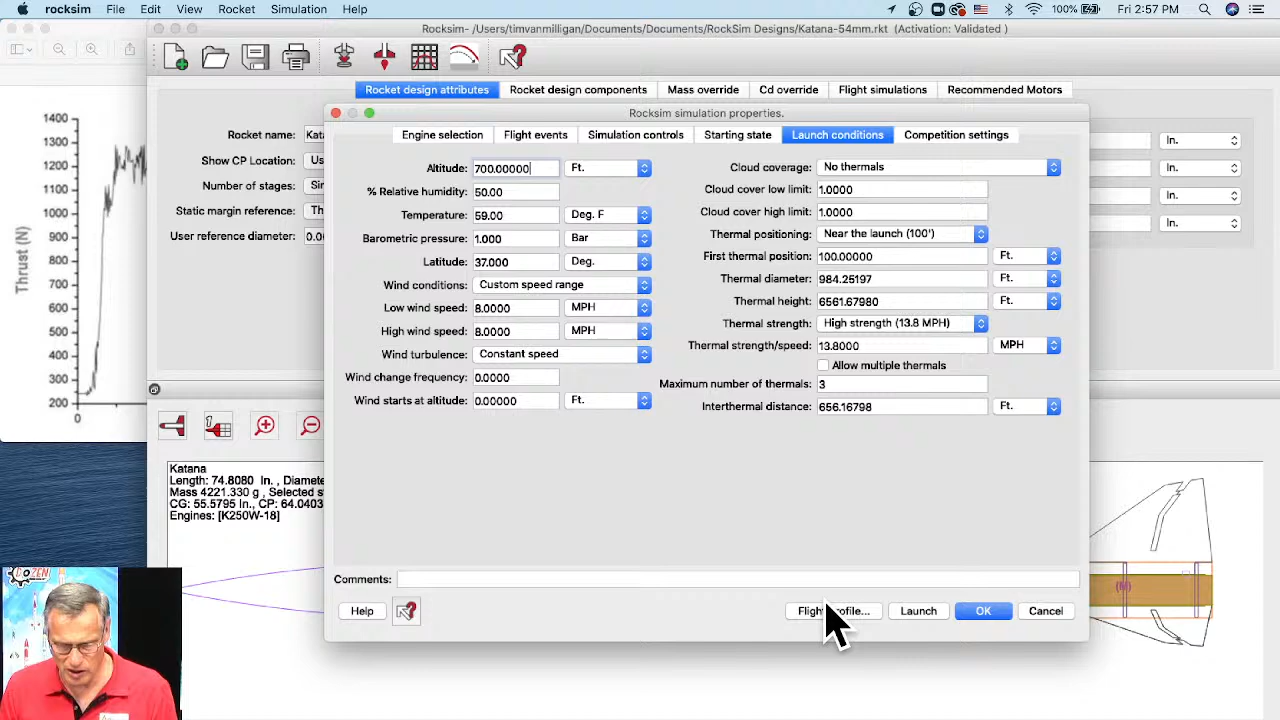 rocksim File Edit View Rocket Simulation Help 100% Fri 2:57 PM
Rocksim- /Users/timvanmilligan/Documents/Documents/RockSim Designs/Katana-54mm.rkt (Activation: Validated )
Rocket design attributes Rocket design components Mass override Cd override Flight simulations Recommended Motors
Rocket name: Kata
Show CP Location: Us
Number of stages: Sin
Static margin reference: Th
User reference diameter: 0.00
In.
In.
In.
In.
Thrust (N)
1400
1300
1200
1100
1000
900
800
700
600
500
400
300
200
0
Rocksim simulation properties.
Engine selection Flight events Simulation controls Starting state Launch conditions Competition settings
Altitude: 700.00000 Ft.
% Relative humidity: 50.00
Temperature: 59.00 Deg. F
Barometric pressure: 1.000 Bar
Latitude: 37.000 Deg.
Wind conditions: Custom speed range
Low wind speed: 8.0000 MPH
High wind speed: 8.0000 MPH
Wind turbulence: Constant speed
Wind change frequency: 0.0000
Wind starts at altitude: 0.00000 Ft.
Cloud coverage: No thermals
Cloud cover low limit: 1.0000
Cloud cover high limit: 1.0000
Thermal positioning: Near the launch (100')
First thermal position: 100.00000 Ft.
Thermal diameter: 984.25197 Ft.
Thermal height: 6561.67980 Ft.
Thermal strength: High strength (13.8 MPH)
Thermal strength/speed: 13.8000 MPH
Allow multiple thermals
Maximum number of thermals: 3
Interthermal distance: 656.16798 Ft.
Comments:
Help Flight profile... Launch OK Cancel
Katana
Length: 74.8080 In. , Diamete
Mass 4221.330 g , Selected st
CG: 55.5795 In., CP: 64.0403
Engines: [K250W-18]
(M)